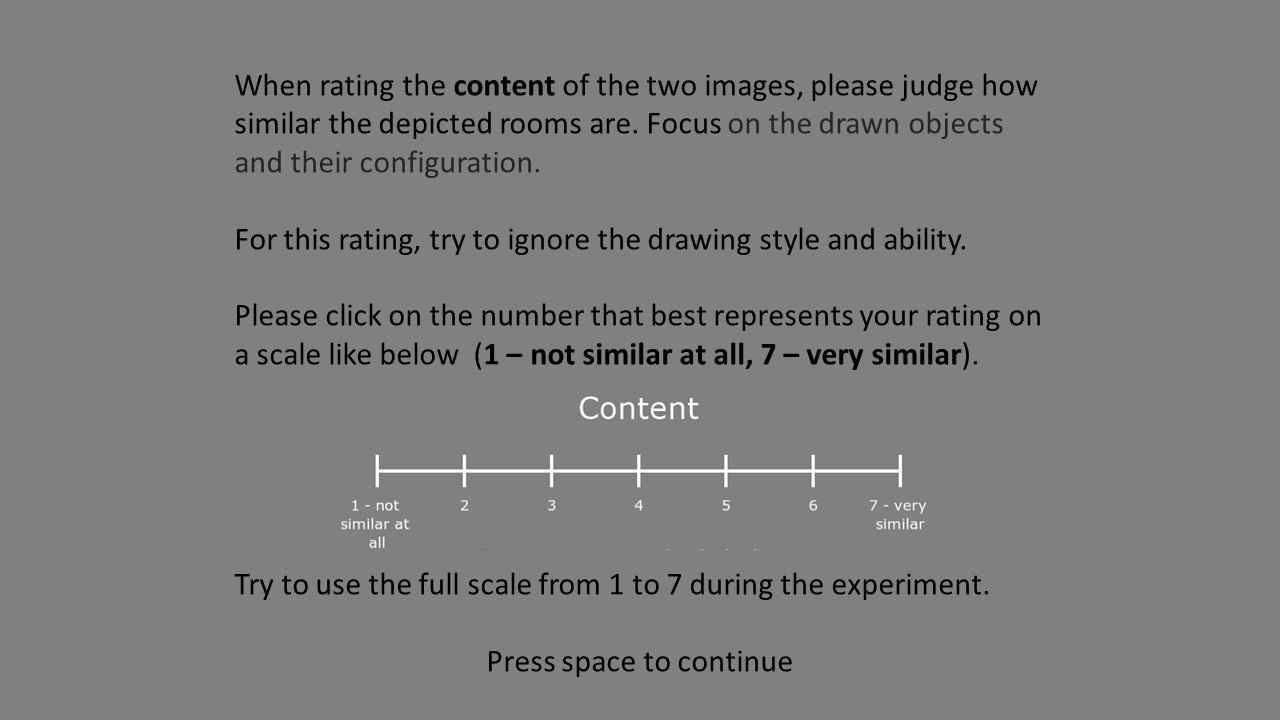 When rating the content of the two images, please judge how
similar the depicted rooms are. Focus on the drawn objects
and their configuration.
For this rating, try to ignore the drawing style and ability.
Please click on the number that best represents your rating on
a scale like below (1 – not similar at all, 7 – very similar).
Content
1 - not 2 3 4 5 6 7 - very
similar at similar
all
Try to use the full scale from 1 to 7 during the experiment.
Press space to continue